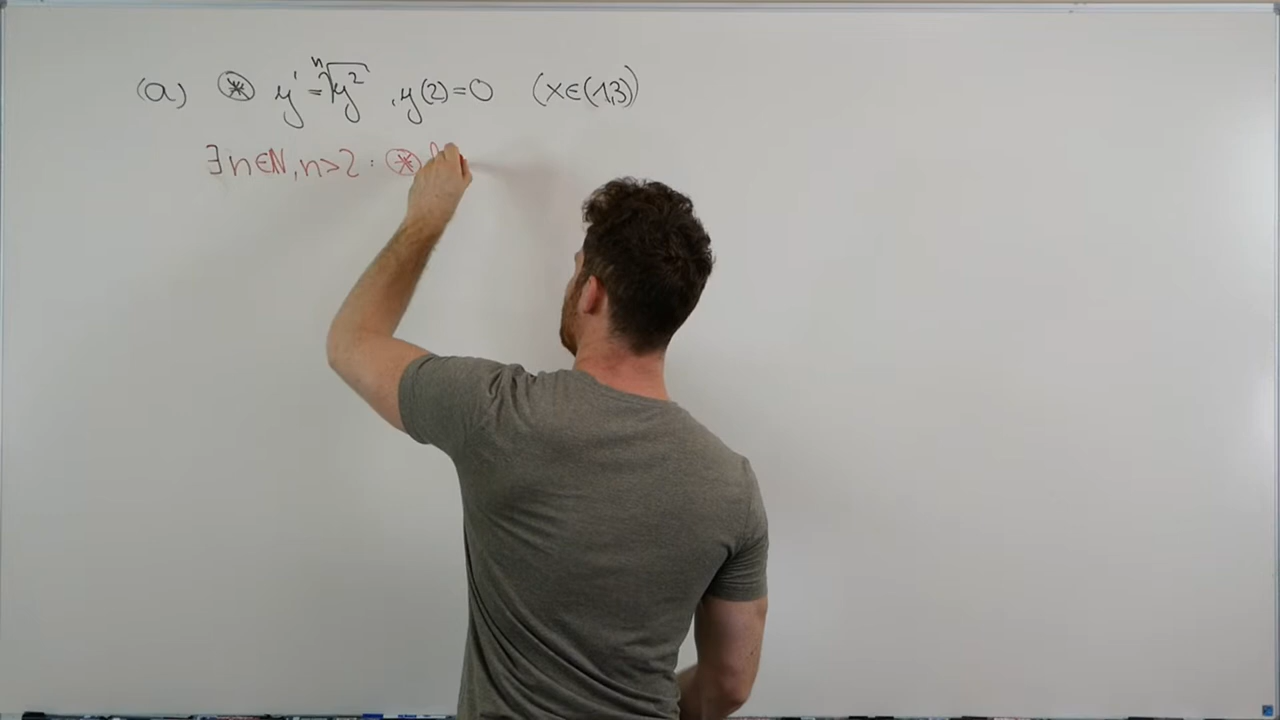 (a) ⊛ y' = ⁿ√y² , y(2)=0 (x∈(1,3))
∃n∈ℕ, n>2 : ⊛